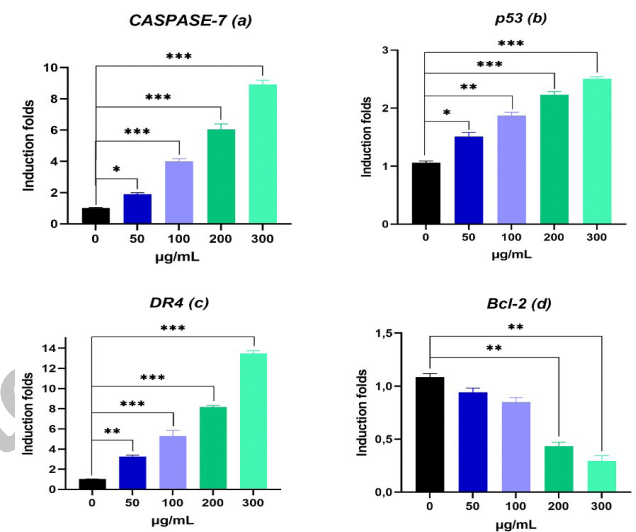 CASPASE-7 (a)
Induction folds
10
8
6
4
2
0
***
***
***
*
0 50 100 200 300
µg/mL
p53 (b)
Induction folds
3
2
1
0
***
***
**
*
0 50 100 200 300
µg/mL
DR4 (c)
Induction folds
14
12
10
8
6
4
2
0
***
***
***
**
0 50 100 200 300
µg/mL
Bcl-2 (d)
Induction folds
1,5
1,0
0,5
0,0
**
**
0 50 100 200 300
µg/mL